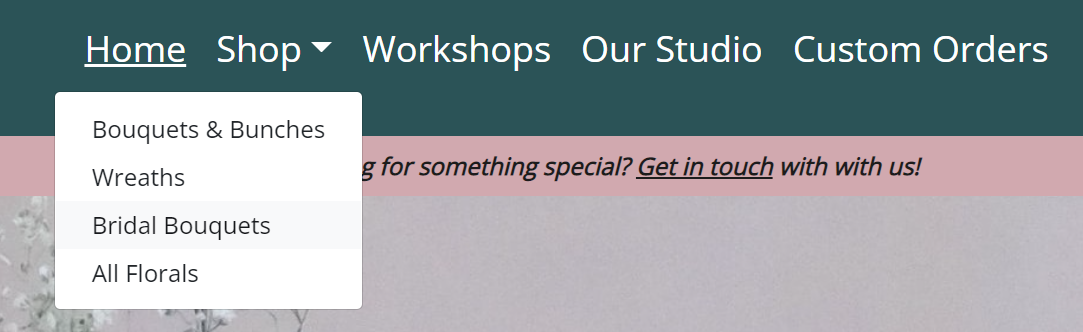 Home Shop Workshops Our Studio Custom Orders
Bouquets & Bunches
for something special? Get in touch with with us!
Wreaths
Bridal Bouquets
All Florals